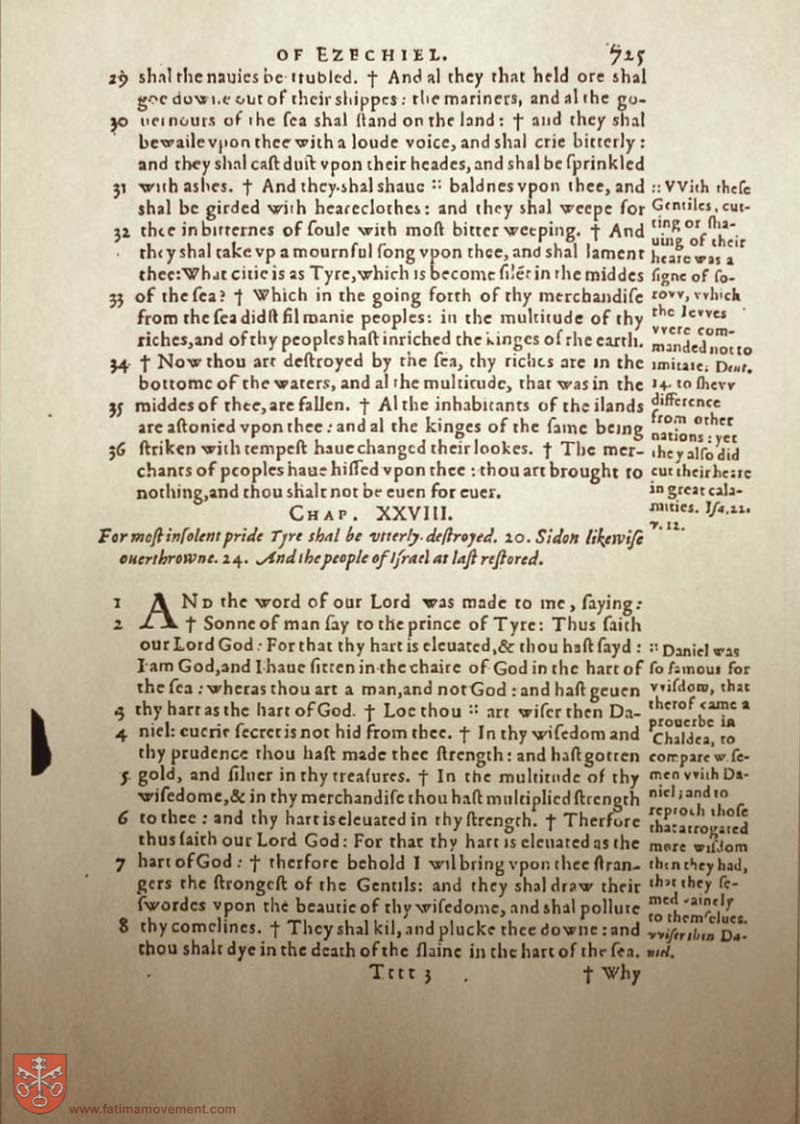 OF EZECHIEL. 725
29 shal the nauies be trubled. † And al they that held ore shal
goe downe out of their shippes: the mariners, and al the go-
30 uernours of the sea shal ſtand on the land: † and they shal
bewaile vpon thee with a loude voice, and shal crie bitterly:
and they shal caſt duſt vpon their heades, and shal be ſprinkled
31 with ashes. † And they shal shaue :: baldnes vpon thee, and
shal be girded with heareclothes: and they shal weepe for
32 thee in bitternes of ſoule with moſt bitter weeping. † And
they shal take vp a mournful ſong vpon thee, and shal lament
thee: What citie is as Tyre, which is become ſilẽt in the middes
33 of the ſea? † Which in the going forth of thy merchandiſe
from the ſea didſt fil manie peoples: in the multitude of thy
riches, and of thy peoples haſt inriched the kinges of the earth.
34 † Now thou art deſtroyed by the ſea, thy riches are in the
bottome of the waters, and al the multitude, that was in the
35 middes of thee, are fallen. † Al the inhabitants of the ilands
are aſtonied vpon thee: and al the kinges of the ſame being
36 ſtriken with tempeſt haue changed their lookes. † The mer-
chants of peoples haue hiſſed vpon thee: thou art brought to
nothing, and thou shalt not be euen for euer.
:: VVith theſe
Gentiles, cut-
ting or ſha-
uing of their
heare was a
ſigne of ſo-
rovv, vvhich
the Ievves
vvere com-
manded not to
imitate: Deut.
14. to ſhevv
difference
from other
nations: yet
they alſo did
cut their heare
in great cala-
mities. Iſa. 22.
v. 12.
CHAP. XXVIII.
For moſt inſolent pride Tyre shal be vtterly deſtroyed. 20. Sidon likewiſe
ouerthrowne. 24. And the people of Iſrael at laſt reſtored.
1 AND the word of our Lord was made to me, ſaying:
2 † Sonne of man ſay to the prince of Tyre: Thus ſaith
our Lord God: For that thy hart is eleuated, & thou haſt ſayd:
I am God, and I haue ſitten in the chaire of God in the hart of
the ſea: wheras thou art a man, and not God: and haſt geuen
3 thy hart as the hart of God. † Loe thou :: art wiſer then Da-
4 niel: euerie ſecret is not hid from thee. † In thy wiſedom and
thy prudence thou haſt made thee ſtrength: and haſt gotten
5 gold, and ſiluer in thy treaſures. † In the multitude of thy
wiſedome, & in thy merchandiſe thou haſt multiplied ſtrength
6 to thee: and thy hart is eleuated in thy ſtrength. † Therfore
thus ſaith our Lord God: For that thy hart is eleuated as the
7 hart of God: † therfore behold I wil bring vpon thee ſtran-
gers the ſtrongeſt of the Gentils: and they shal draw their
ſwordes vpon the beautie of thy wiſedome, and shal pollute
8 thy comelines. † They shal kil, and plucke thee downe: and
thou shalt dye in the death of the ſlaine in the hart of the ſea.
:: Daniel was
ſo famous for
vviſdom, that
therof came a
prouerbe in
Chaldea, to
compare w. ſe-
men vvith Da-
niel; and to
reproch thoſe
that arrogated
more wiſdom
then they had,
that they ſe-
med vainely
to themſelues.
vviſer then Da-
niel.
Tttt 3 † Why
www.fatimamovement.com